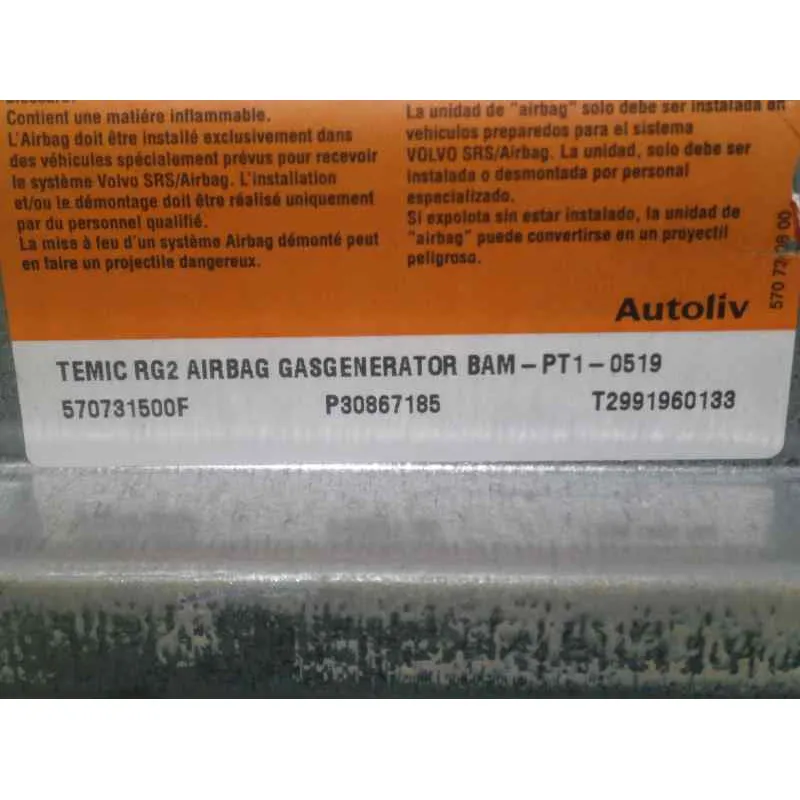 Contient une matière inflammable.
L'Airbag doit être installé exclusivement dans
des véhicules spécialement prévus pour recevoir
le système Volvo SRS/Airbag. L'installation
et/ou le démontage doit être réalisé uniquement
par du personnel qualifié.
La mise à feu d'un système Airbag démonté peut
en faire un projectile dangereux.
La unidad de "airbag" solo debe ser instalada en
vehiculos preparedos para el sistema
VOLVO SRS/Airbag. La unidad, solo debe ser
instalada o desmontada por personal
especializado.
Si expolota sin estar instalado, la unidad de
"airbag" puede convertirse en un proyectil
peligroso.
Autoliv
TEMIC RG2 AIRBAG GASGENERATOR BAM-PT1-0519
570731500F P30867185 T2991960133